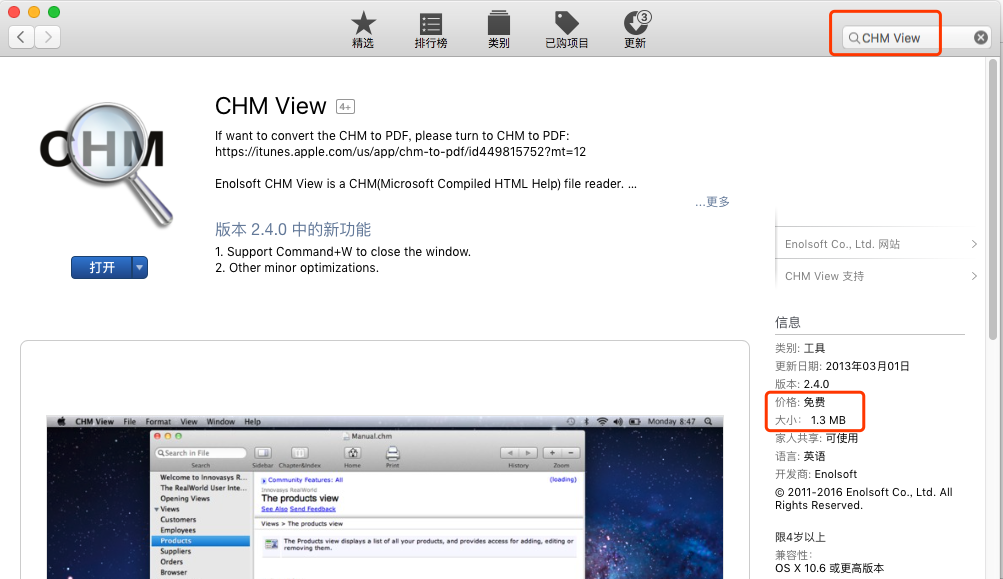 精选
排行榜
类别
已购项目
更新
3
CHM View
CHM
CHM View 4+
If want to convert the CHM to PDF, please turn to CHM to PDF:
https://itunes.apple.com/us/app/chm-to-pdf/id449815752?mt=12
Enolsoft CHM View is a CHM(Microsoft Compiled HTML Help) file reader. ...
...更多
版本 2.4.0 中的新功能
1. Support Command+W to close the window.
2. Other minor optimizations.
打开
Enolsoft Co., Ltd. 网站
CHM View 支持
信息
类别: 工具
更新日期: 2013年03月01日
版本: 2.4.0
价格: 免费
大小: 1.3 MB
家人共享: 可使用
语言: 英语
开发商: Enolsoft
© 2011-2016 Enolsoft Co., Ltd. All
Rights Reserved.
限4岁以上
兼容性:
OS X 10.6 或更高版本
CHM View File Format View Window Help
Monday 8:47
Manual.chm
Search in File
Search
Sidebar
Chapter&Index
Home
Print
History
Zoom
Welcome to Innovasys R...
The RealWorld User Inte...
Opening Views
Views
Customers
Employees
Products
Suppliers
Orders
Browser
Community Features: All
(loading)
Innovasys RealWorld
The products view
See Also Send Feedback
Views > The products view
The Products view displays a list of all your products, and provides access for adding, editing or
removing them.